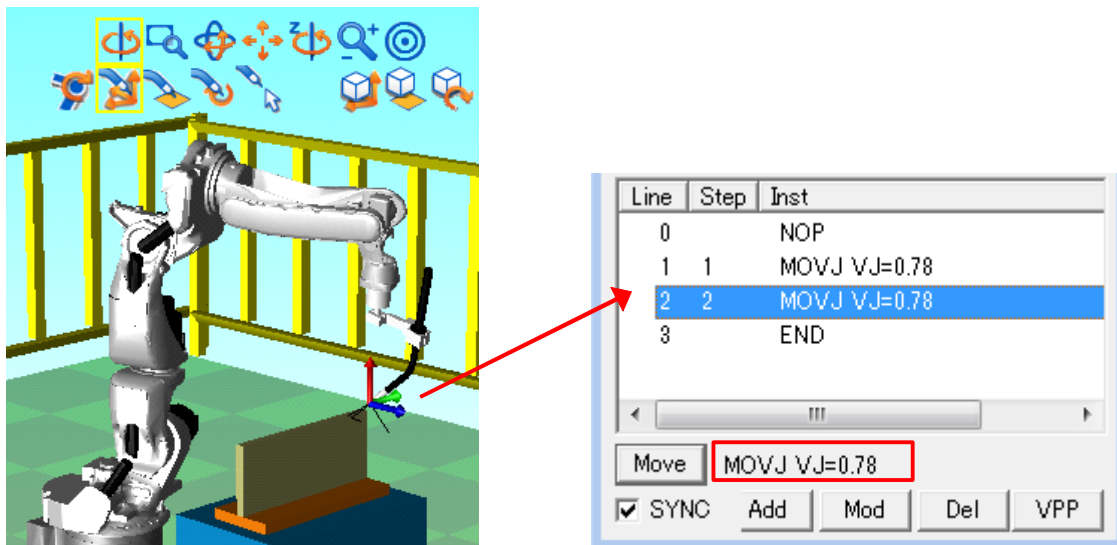 Z
Line Step Inst
0 NOP
1 1 MOVJ VJ=0.78
2 2 MOVJ VJ=0.78
3 END
Move MOVJ VJ=0.78
SYNC Add Mod Del VPP